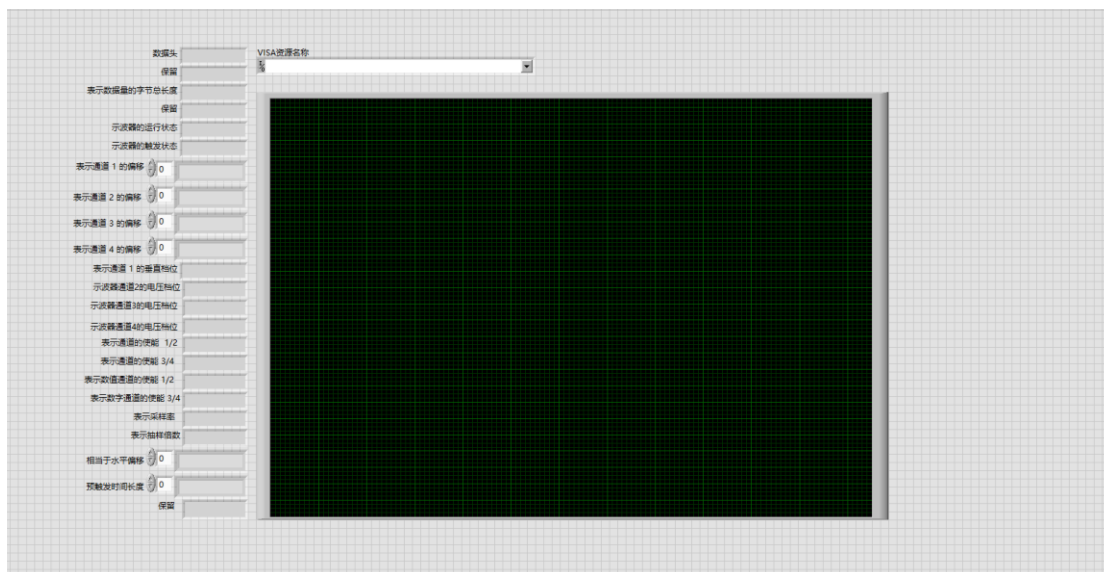 数据头
VISA资源名称
保留
表示数据量的字节总长度
保留
示波器的运行状态
示波器的触发状态
表示通道 1 的偏移 0
表示通道 2 的偏移 0
表示通道 3 的偏移 0
表示通道 4 的偏移 0
表示通道 1 的垂直档位
示波器通道2的电压档位
示波器通道3的电压档位
示波器通道4的电压档位
表示通道的使能 1/2
表示通道的使能 3/4
表示数值通道的使能 1/2
表示数字通道的使能 3/4
表示采样率
表示抽样倍数
相当于水平偏移 0
预触发时间长度 0
保留